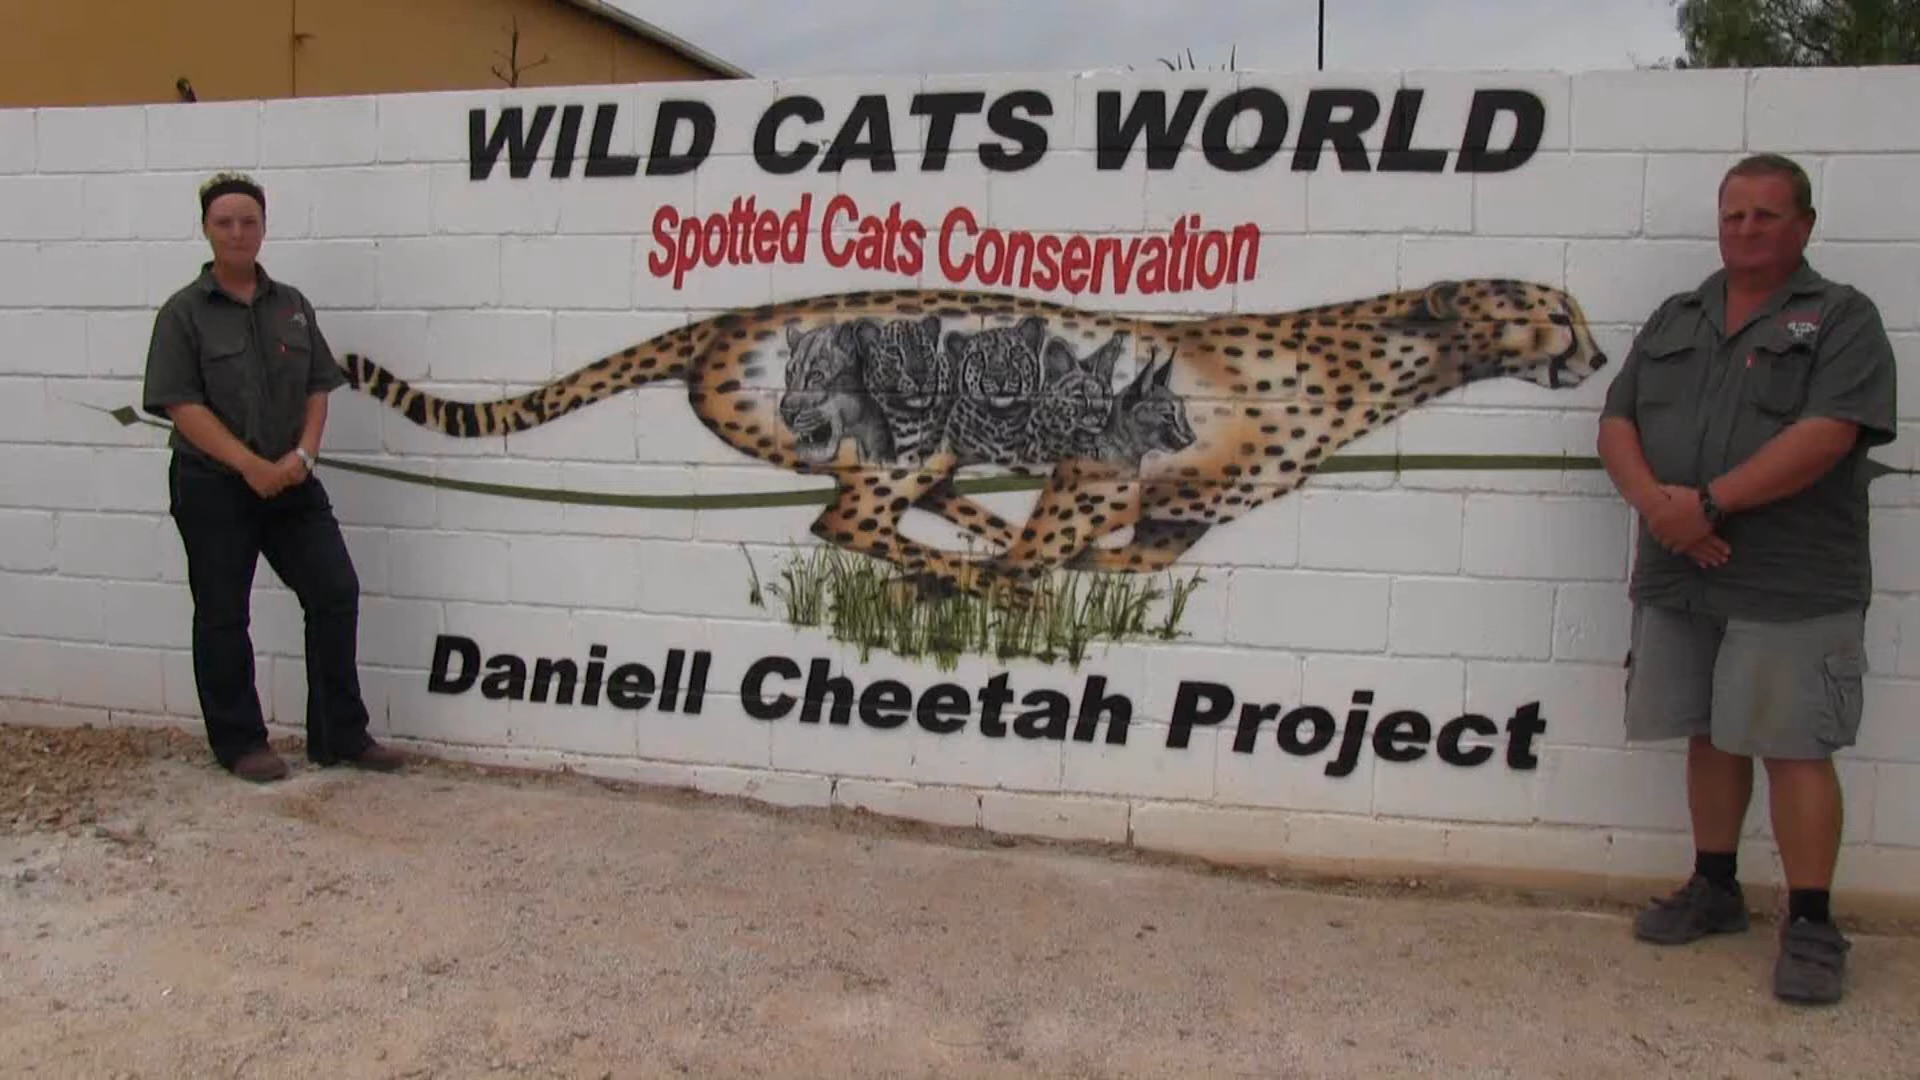 WILD CATS WORLD
Spotted Cats Conservation
Daniell Cheetah Project